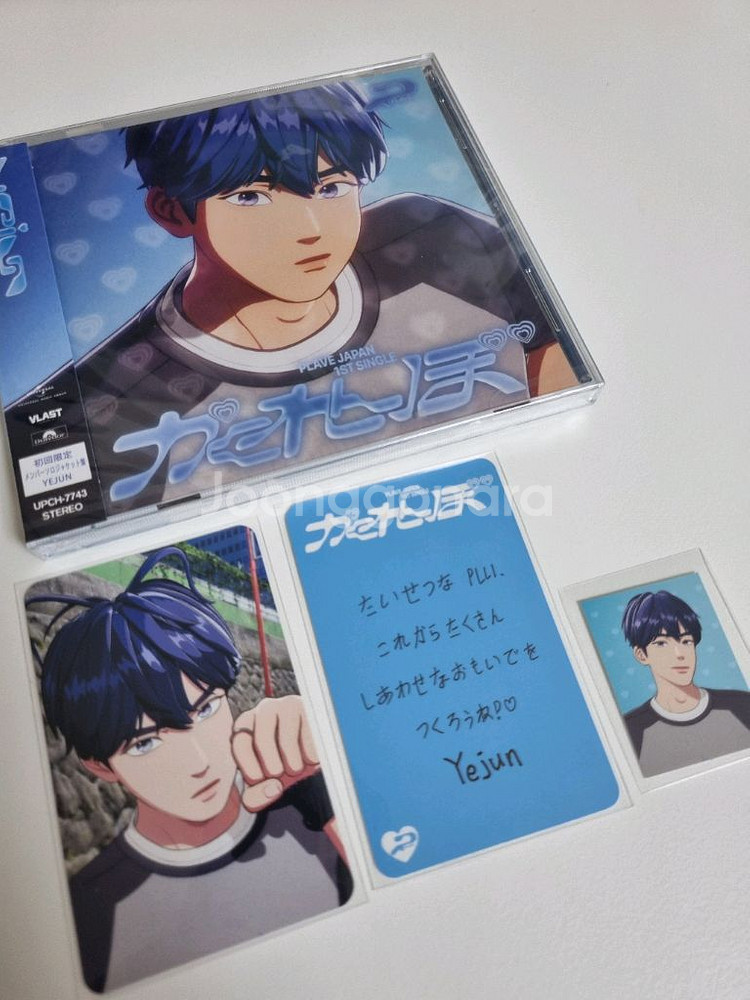 PLAVE JAPAN
1ST SINGLE
かくれんぼ
VLAST
初回限定
メンバーソロジャケット盤
YEJUN
UPCH-7743
STEREO
Joonggonara
かくれんぼ
たいせつな PLLI.
これからたくさん
しあわせなおもいでを
つくろうね!♡
Yejun